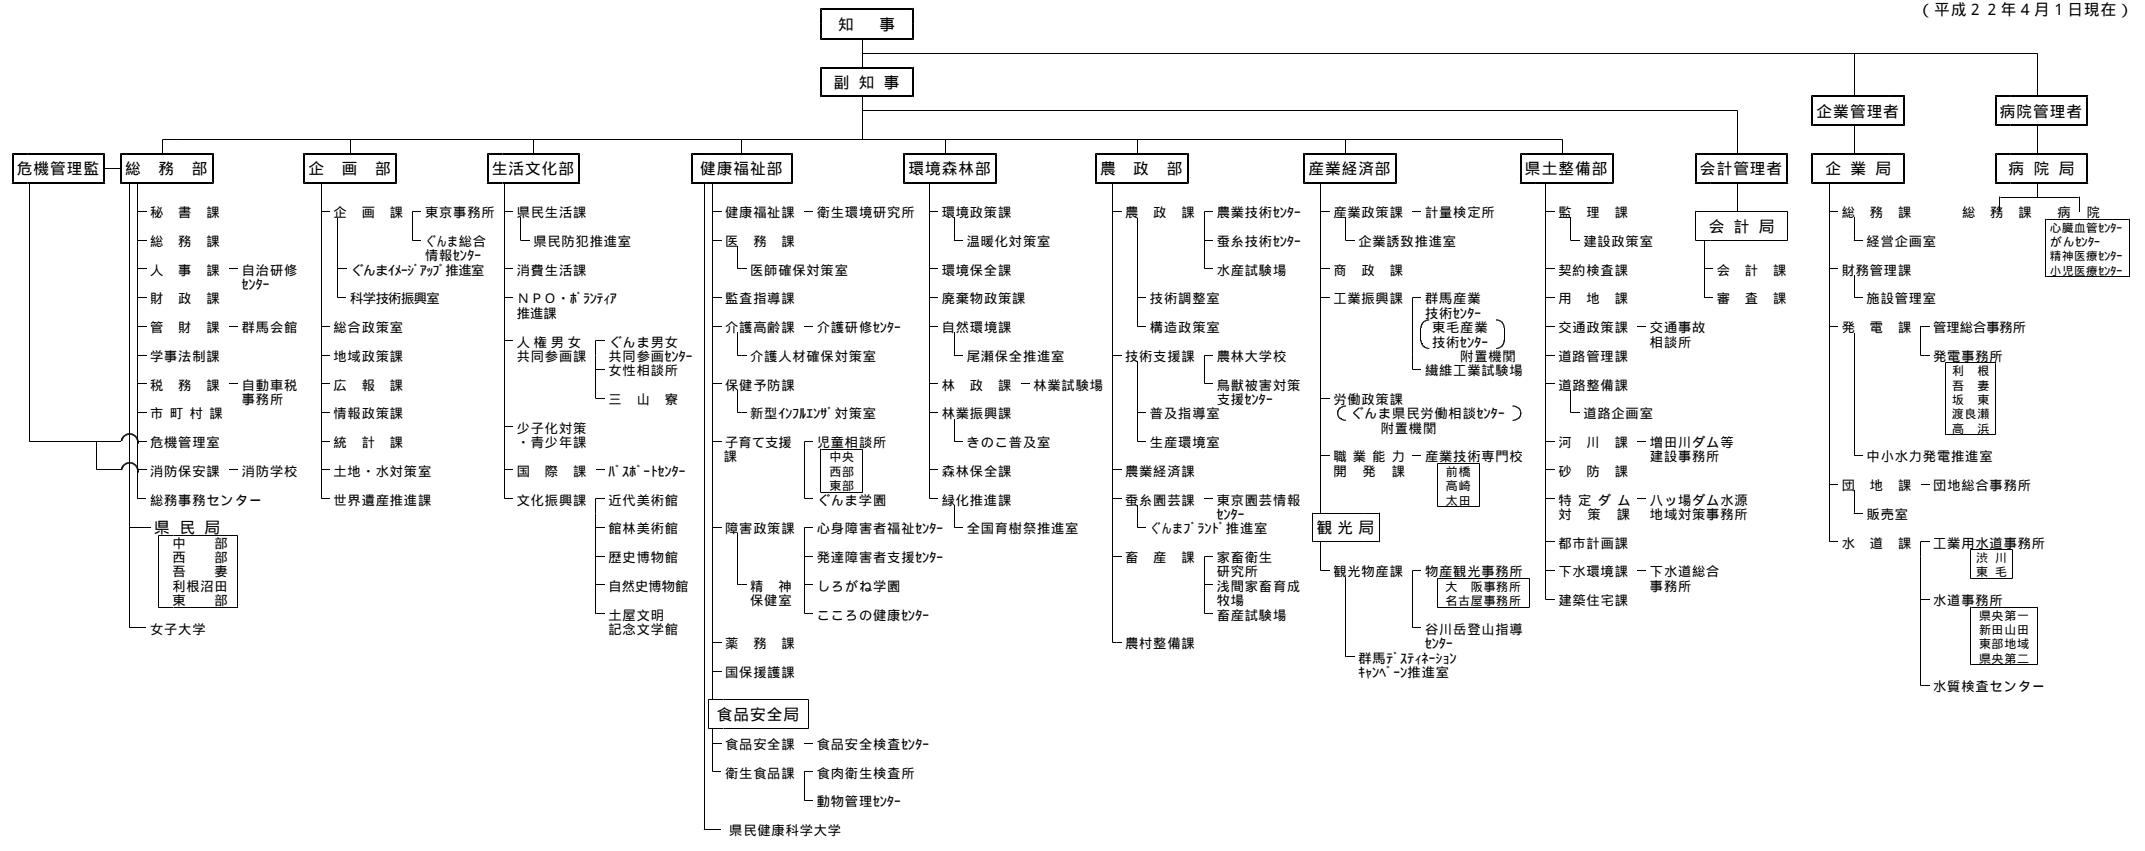 （平成２２年４月１日現在）
知　事
副 知 事
企業管理者
病院管理者
危機管理監
総　務　部
企　画　部
生活文化部
健康福祉部
環境森林部
農　政　部
産業経済部
県土整備部
会計管理者
企 業 局
病 院 局
秘　書　課
総　務　課
人　事　課
自治研修
ｾﾝﾀｰ
財　政　課
管　財　課
群馬会館
学事法制課
税　務　課
自動車税
事務所
市 町 村 課
危機管理室
消防保安課
消防学校
総務事務センター
県 民 局
中　　部
西　　部
吾　　妻
利根沼田
東　　部
女子大学
企　画　課
東京事務所
ぐんま総合
情報ｾﾝﾀｰ
ぐんまｲﾒｰｼﾞｱｯﾌﾟ推進室
科学技術振興室
総合政策室
地域政策課
広　報　課
情報政策課
統　計　課
土地・水対策室
世界遺産推進課
県民生活課
県民防犯推進室
消費生活課
ＮＰＯ・ﾎﾞﾗﾝﾃｨｱ
推進課
人 権 男 女
共同参画課
ぐんま男女
共同参画ｾﾝﾀｰ
女性相談所
三　山　寮
少子化対策
・青少年課
国　際　課
ﾊﾟｽﾎﾟｰﾄｾﾝﾀｰ
文化振興課
近代美術館
館林美術館
歴史博物館
自然史博物館
土屋文明
記念文学館
健康福祉課
衛生環境研究所
医　務　課
医師確保対策室
監査指導課
介護高齢課
介護研修ｾﾝﾀｰ
介護人材確保対策室
保健予防課
新型ｲﾝﾌﾙｴﾝｻﾞ対策室
子育て支援
課
児童相談所
中央
西部
東部
ぐんま学園
障害政策課
心身障害者福祉ｾﾝﾀｰ
発達障害者支援ｾﾝﾀｰ
精　神
保健室
しろがね学園
こころの健康ｾﾝﾀｰ
薬　務　課
国保援護課
食品安全局
食品安全課
食品安全検査ｾﾝﾀｰ
衛生食品課
食肉衛生検査所
動物管理ｾﾝﾀｰ
県民健康科学大学
環境政策課
温暖化対策室
環境保全課
廃棄物政策課
自然環境課
尾瀬保全推進室
林　政　課
林業試験場
林業振興課
きのこ普及室
森林保全課
緑化推進課
全国育樹祭推進室
農　政　課
農業技術ｾﾝﾀｰ
蚕糸技術ｾﾝﾀｰ
水産試験場
技術調整室
構造政策室
技術支援課
農林大学校
鳥獣被害対策
支援ｾﾝﾀｰ
普及指導室
生産環境室
農業経済課
蚕糸園芸課
東京園芸情報
ｾﾝﾀｰ
ぐんまﾌﾞﾗﾝﾄﾞ推進室
畜　産　課
家畜衛生
研究所
浅間家畜育成
牧場
畜産試験場
農村整備課
産業政策課
計量検定所
企業誘致推進室
商　政　課
工業振興課
群馬産業
技術ｾﾝﾀｰ
（東毛産業
技術ｾﾝﾀｰ）
附置機関
繊維工業試験場
労働政策課
（ぐんま県民労働相談ｾﾝﾀｰ）
附置機関
職 業 能 力
開　発　課
産業技術専門校
前橋
高崎
太田
観 光 局
観光物産課
物産観光事務所
大　阪事務所
名古屋事務所
谷川岳登山指導
ｾﾝﾀｰ
群馬ﾃﾞｽﾃｨﾈｰｼｮﾝ
ｷｬﾝﾍﾟｰﾝ推進室
監　理　課
建設政策室
契約検査課
用　地　課
交通政策課
交通事故
相談所
道路管理課
道路整備課
道路企画室
河　川　課
増田川ダム等
建設事務所
砂　防　課
特 定 ダ ム
対　策　課
八ッ場ダム水源
地域対策事務所
都市計画課
下水環境課
下水道総合
事務所
建築住宅課
会 計 局
会　計　課
審　査　課
総　務　課
経営企画室
財務管理課
施設管理室
発　電　課
管理総合事務所
発電事務所
利　根
吾　妻
坂　東
渡良瀬
高　浜
中小水力発電推進室
団　地　課
団地総合事務所
販売室
水　道　課
工業用水道事務所
渋 川
東 毛
水道事務所
県央第一
新田山田
東部地域
県央第二
水質検査センター
総　務　課
病　院
心臓血管ｾﾝﾀｰ
がんｾﾝﾀｰ
精神医療ｾﾝﾀｰ
小児医療ｾﾝﾀｰ